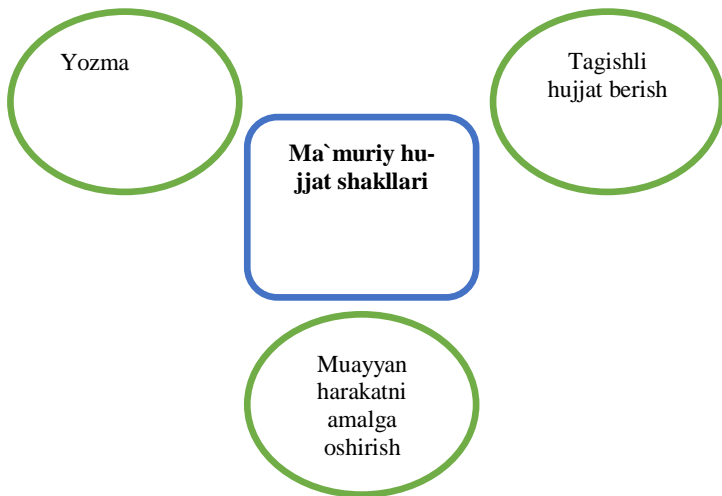 Yozma
Tagishli
hujjat berish
Ma`muriy hu-
jjat shakllari
Muayyan
harakatni
amalga
oshirish